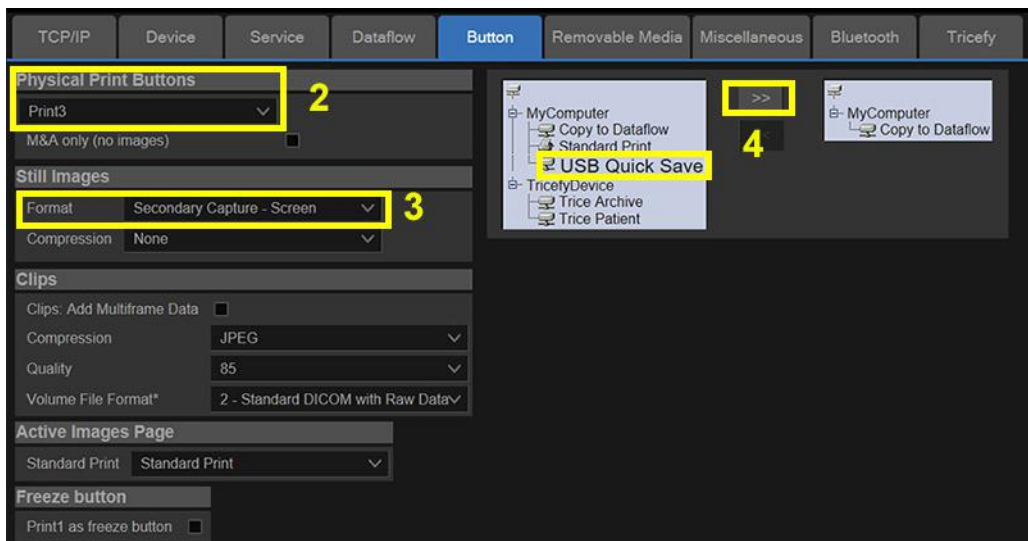 TCP/IP Device Service Dataflow Button Removable Media Miscellaneous Bluetooth Tricefy
Physical Print Buttons
Print3
2
M&A only (no images)
Still Images
Format Secondary Capture - Screen
3
Compression None
Clips
Clips: Add Multiframe Data
Compression JPEG
Quality 85
Volume File Format* 2 - Standard DICOM with Raw Data
Active Images Page
Standard Print Standard Print
Freeze button
Print1 as freeze button
MyComputer
Copy to Dataflow
Standard Print
USB Quick Save
TricefyDevice
Trice Archive
Trice Patient
>>
4
MyComputer
Copy to Dataflow